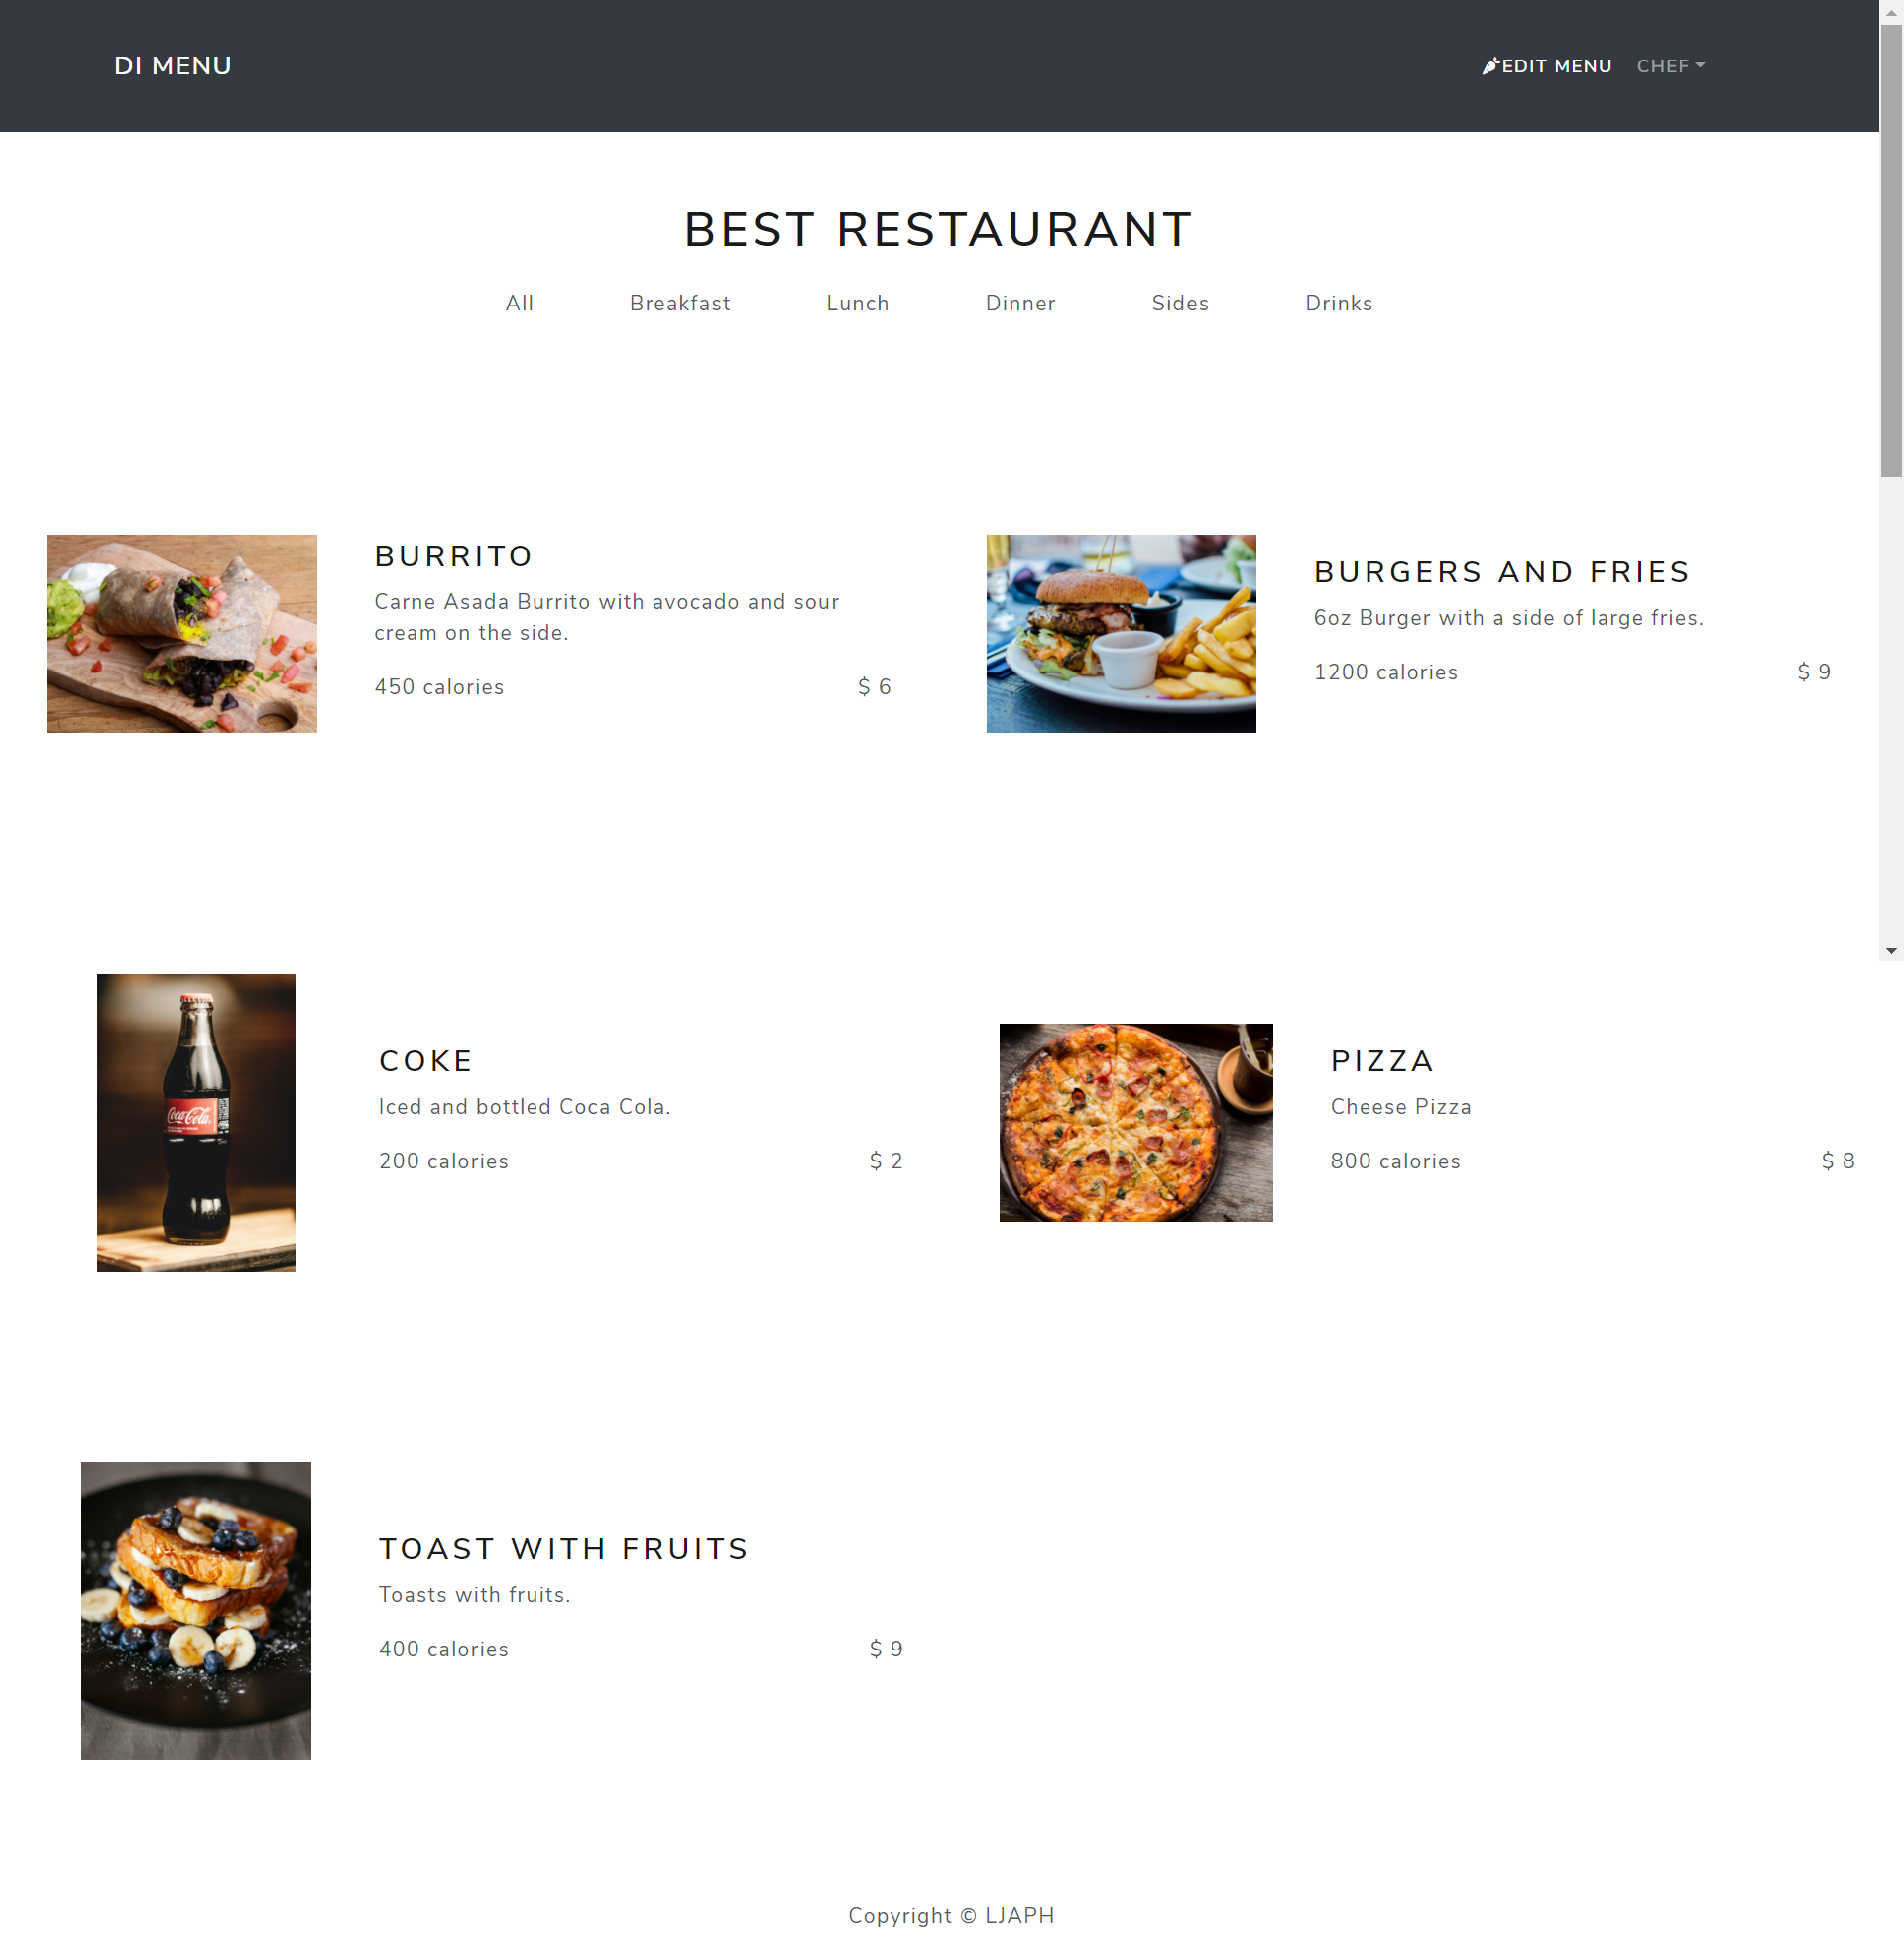 DI MENU
EDIT MENU CHEF
BEST RESTAURANT
All Breakfast Lunch Dinner Sides Drinks
BURRITO
Carne Asada Burrito with avocado and sour
cream on the side.
450 calories $ 6
BURGERS AND FRIES
6oz Burger with a side of large fries.
1200 calories $ 9
Coca-Cola
COKE
Iced and bottled Coca Cola.
200 calories $ 2
PIZZA
Cheese Pizza
800 calories $ 8
TOAST WITH FRUITS
Toasts with fruits.
400 calories $ 9
Copyright © LJAPH